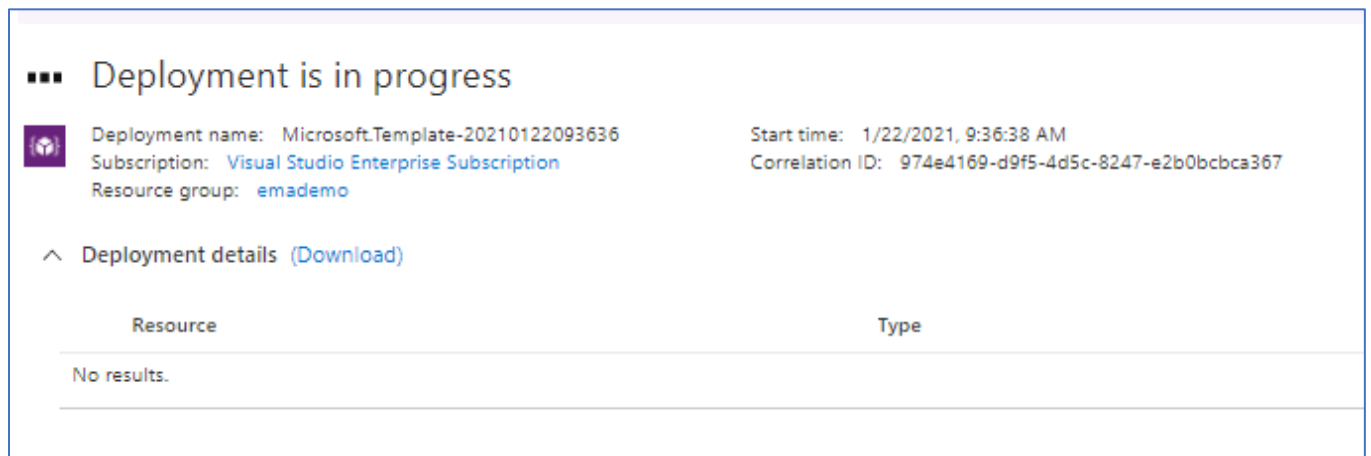 Deployment is in progress
Deployment name: Microsoft.Template-20210122093636
Subscription: Visual Studio Enterprise Subscription
Resource group: emademo
Start time: 1/22/2021, 9:36:38 AM
Correlation ID: 974e4169-d9f5-4d5c-8247-e2b0bcbca367
Deployment details (Download)
Resource Type
No results.